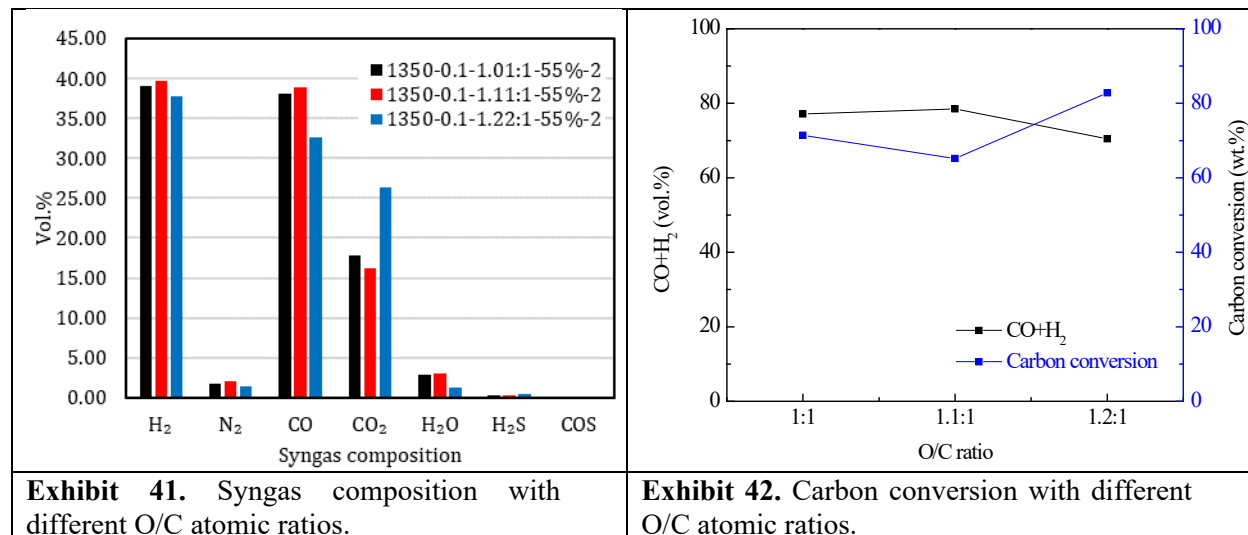 45.00
40.00
35.00
30.00
25.00
20.00
15.00
10.00
5.00
0.00
Vol.%
1350-0.1-1.01:1-55%-2
1350-0.1-1.11:1-55%-2
1350-0.1-1.22:1-55%-2
H₂ N₂ CO CO₂ H₂O H₂S COS
Syngas composition
Exhibit 41. Syngas composition with
different O/C atomic ratios.
100
80
60
40
20
0
CO+H₂ (vol.%)
CO+H₂
Carbon conversion
100
80
60
40
20
0
Carbon conversion (wt.%)
1:1 1.1:1 1.2:1
O/C ratio
Exhibit 42. Carbon conversion with different
O/C atomic ratios.